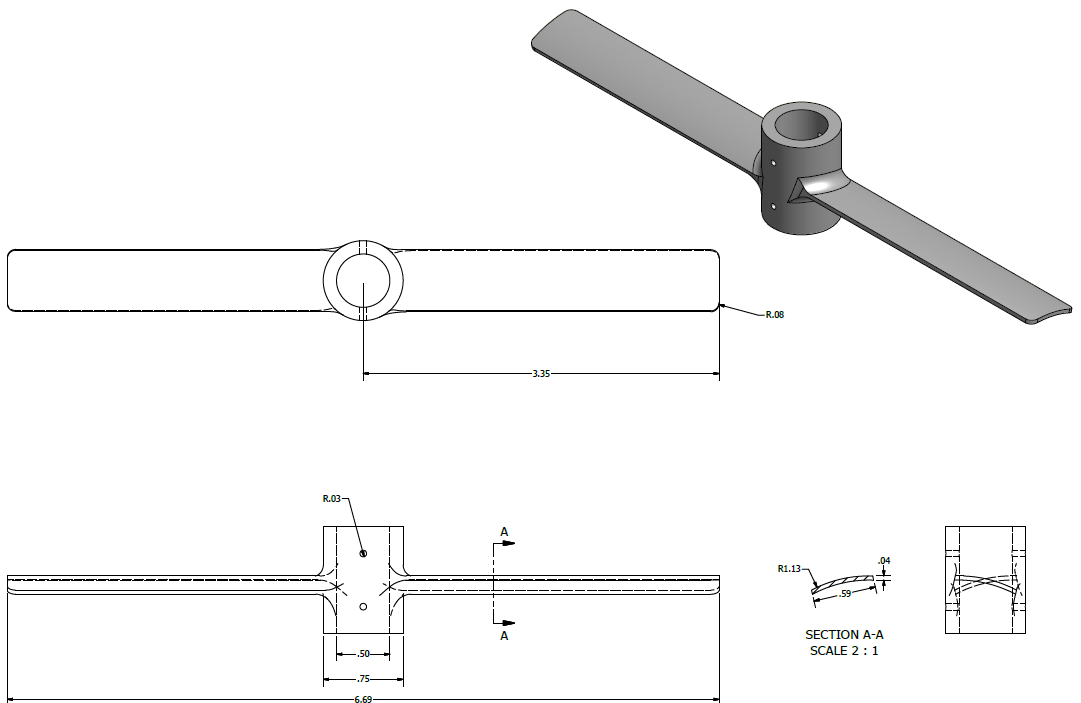 R.08
3.35
R.03
A
A
.50
.75
6.69
R1.13
.04
.59
SECTION A-A
SCALE 2 : 1